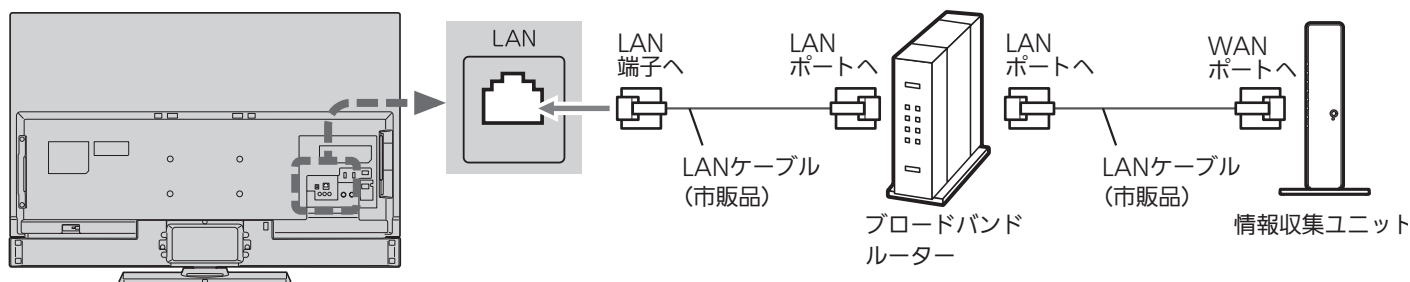 LAN
LAN
端子へ
LAN
ポートへ
LAN
ポートへ
WAN
ポートへ
LANケーブル
（市販品）
LANケーブル
（市販品）
ブロードバンド
ルーター
情報収集ユニット